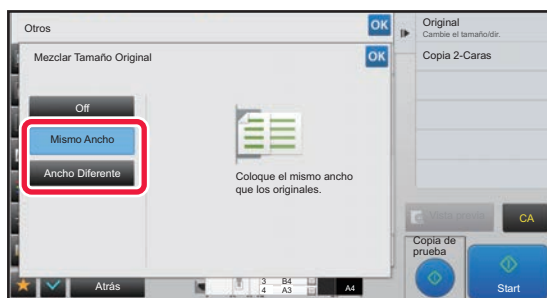 Otros
OK
Original
Cambie el tamaño/dir.
Mezclar Tamaño Original
OK
Copia 2-Caras
Off
Mismo Ancho
Ancho Diferente
Coloque el mismo ancho
que los originales.
CA
Copia de
prueba
Atrás
3 B4
4 A3
A4
Start